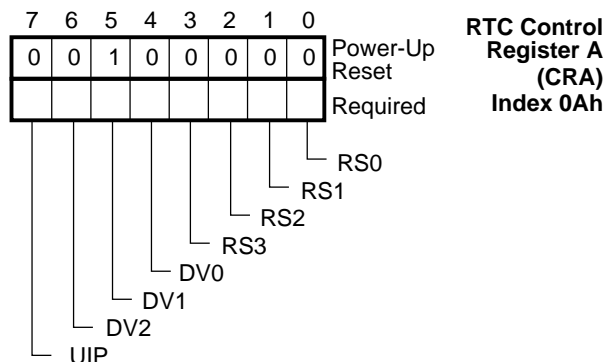 7 6 5 4 3 2 1 0
RTC Control
Register A
(CRA)
Index 0Ah
0 0 1 0 0 0 0 0
Power-Up
Reset
Required
RS0
RS1
RS2
RS3
DV0
DV1
DV2
UIP